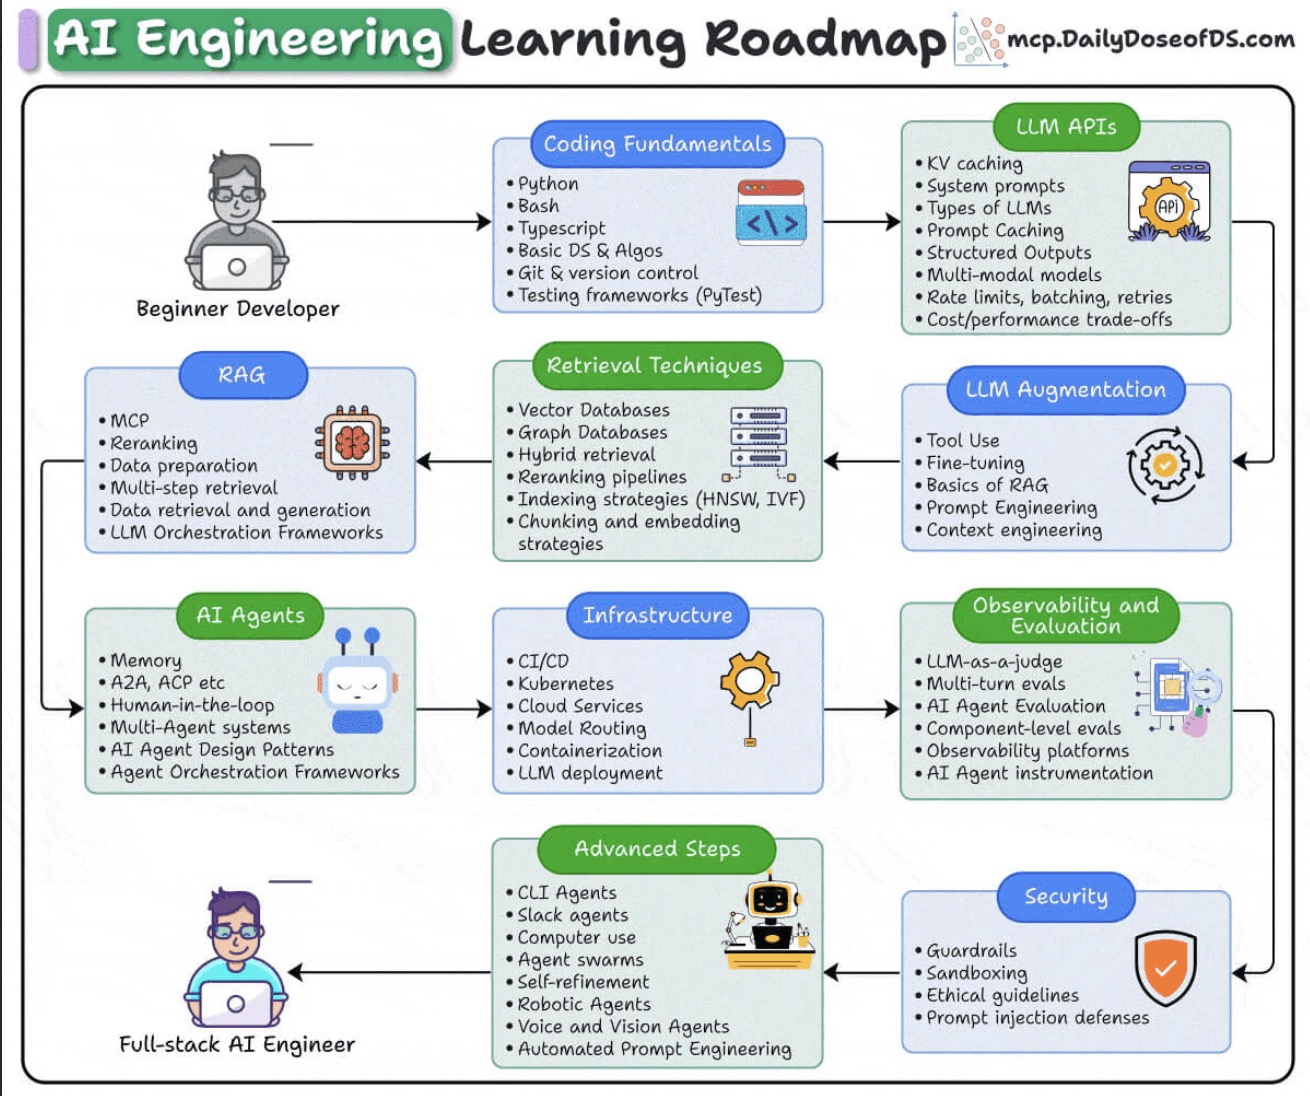 AI Engineering Learning Roadmap
mcp.DailyDoseofDS.com
Beginner Developer
Coding Fundamentals
• Python
• Bash
• Typescript
• Basic DS & Algos
• Git & version control
• Testing frameworks (PyTest)
LLM APIs
• KV caching
• System prompts
• Types of LLMs
• Prompt Caching
• Structured Outputs
• Multi-modal models
• Rate limits, batching, retries
• Cost/performance trade-offs
API
LLM Augmentation
• Tool Use
• Fine-tuning
• Basics of RAG
• Prompt Engineering
• Context engineering
Retrieval Techniques
• Vector Databases
• Graph Databases
• Hybrid retrieval
• Reranking pipelines
• Indexing strategies (HNSW, IVF)
• Chunking and embedding
strategies
RAG
• MCP
• Reranking
• Data preparation
• Multi-step retrieval
• Data retrieval and generation
• LLM Orchestration Frameworks
AI Agents
• Memory
• A2A, ACP etc
• Human-in-the-loop
• Multi-Agent systems
• AI Agent Design Patterns
• Agent Orchestration Frameworks
Infrastructure
• CI/CD
• Kubernetes
• Cloud Services
• Model Routing
• Containerization
• LLM deployment
Observability and
Evaluation
• LLM-as-a-judge
• Multi-turn evals
• AI Agent Evaluation
• Component-level evals
• Observability platforms
• AI Agent instrumentation
Security
• Guardrails
• Sandboxing
• Ethical guidelines
• Prompt injection defenses
Advanced Steps
• CLI Agents
• Slack agents
• Computer use
• Agent swarms
• Self-refinement
• Robotic Agents
• Voice and Vision Agents
• Automated Prompt Engineering
Full-stack AI Engineer